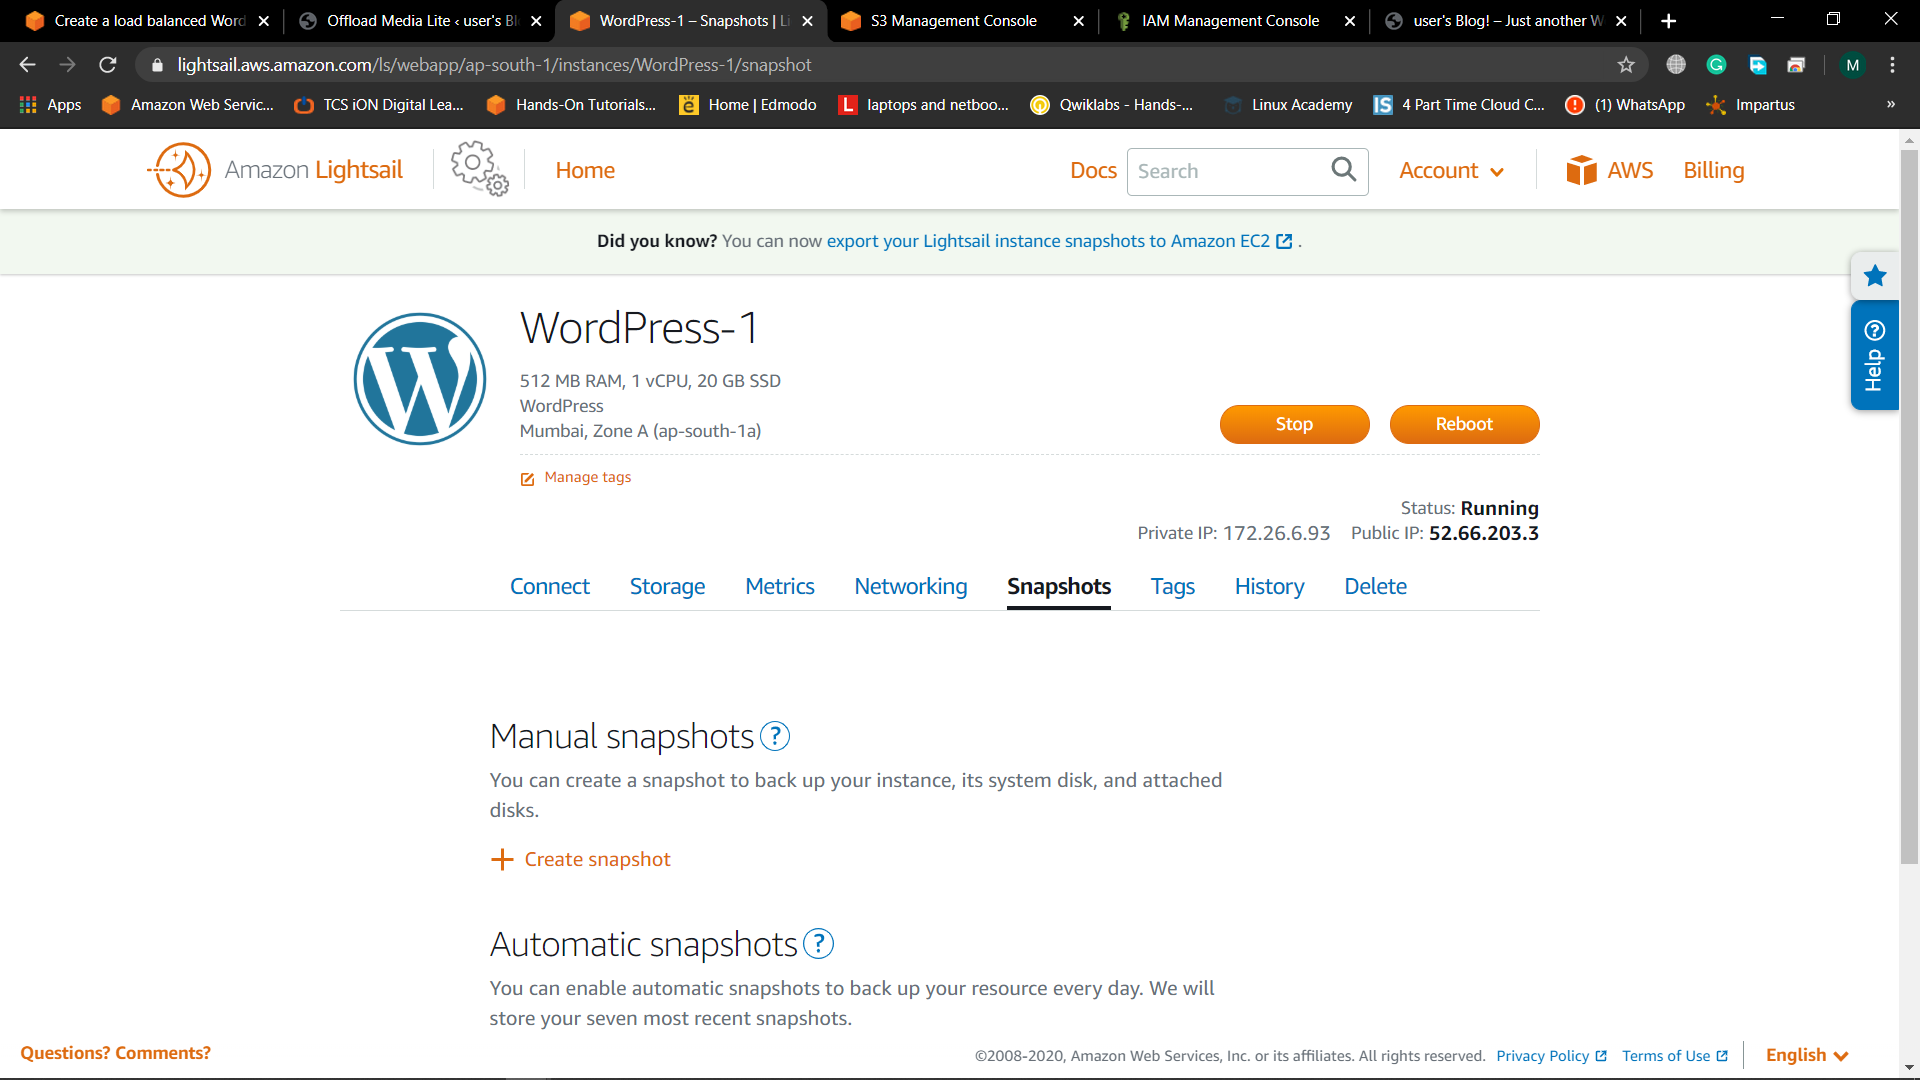 Create a load balanced Word
Offload Media Lite ‹ user's Bl
WordPress-1 – Snapshots | Li
S3 Management Console
IAM Management Console
user's Blog! – Just another W
lightsail.aws.amazon.com/ls/webapp/ap-south-1/instances/WordPress-1/snapshot
M
Apps
Amazon Web Servic...
TCS iON Digital Lea...
Hands-On Tutorials...
Home | Edmodo
L
laptops and netboo...
Qwiklabs - Hands-...
Linux Academy
IS
4 Part Time Cloud C...
(1) WhatsApp
Impartus
»
Amazon Lightsail
Home
Docs
Search
Account
AWS
Billing
Did you know? You can now export your Lightsail instance snapshots to Amazon EC2 .
Help ?
WordPress-1
512 MB RAM, 1 vCPU, 20 GB SSD
WordPress
Mumbai, Zone A (ap-south-1a)
Stop
Reboot
Manage tags
Status: Running
Private IP: 172.26.6.93 Public IP: 52.66.203.3
Connect
Storage
Metrics
Networking
Snapshots
Tags
History
Delete
Manual snapshots ?
You can create a snapshot to back up your instance, its system disk, and attached
disks.
+ Create snapshot
Automatic snapshots ?
You can enable automatic snapshots to back up your resource every day. We will
store your seven most recent snapshots.
Questions? Comments?
©2008-2020, Amazon Web Services, Inc. or its affiliates. All rights reserved.
Privacy Policy
Terms of Use
English